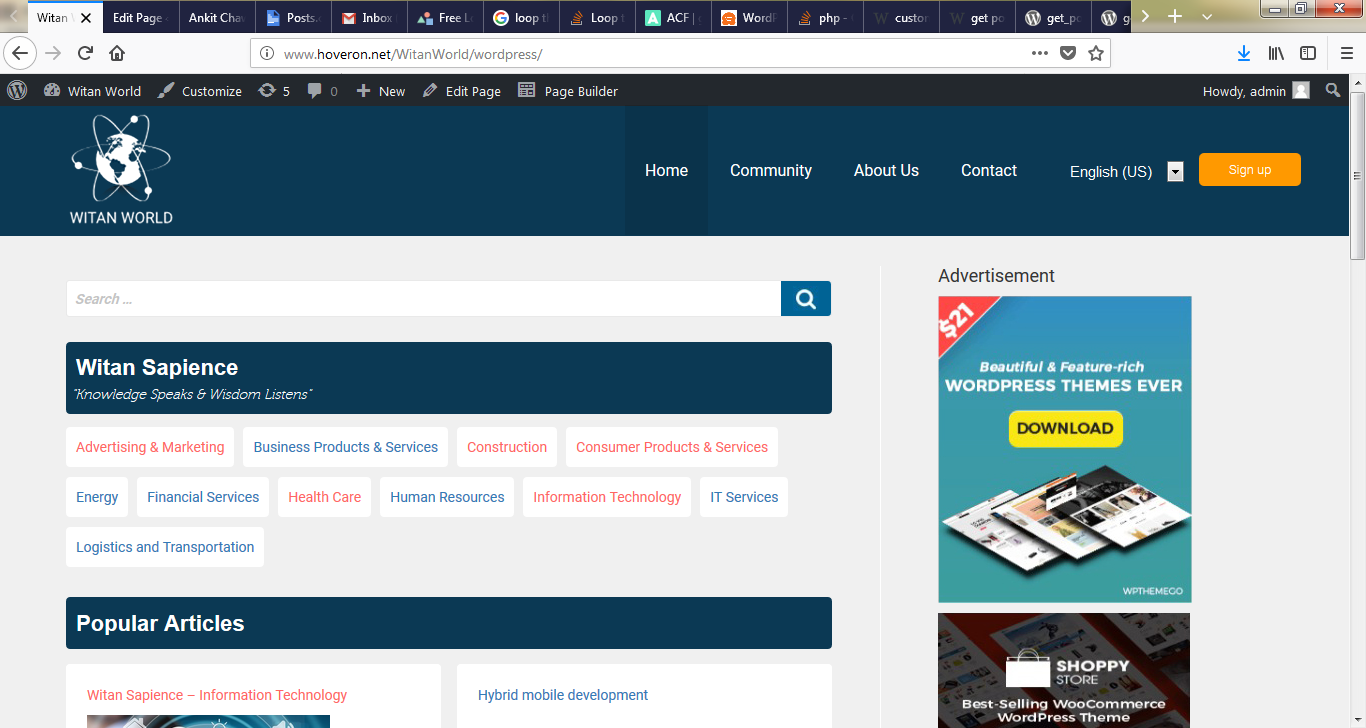 Witan W
Edit Page
Ankit Chav
Posts.
Inbox
Free Lo
loop t
Loop t
ACF |
WordP
php -
custor
get po
get_po
g
www.hoveron.net/WitanWorld/wordpress/
Witan World
Customize
5
0
New
Edit Page
Page Builder
Howdy, admin
WITAN WORLD
Home
Community
About Us
Contact
English (US)
Sign up
Search ...
Witan Sapience
"Knowledge Speaks & Wisdom Listens"
Advertising & Marketing
Business Products & Services
Construction
Consumer Products & Services
Energy
Financial Services
Health Care
Human Resources
Information Technology
IT Services
Logistics and Transportation
Popular Articles
Witan Sapience – Information Technology
Hybrid mobile development
Advertisement
$21
Beautiful & Feature-rich
WORDPRESS THEMES EVER
DOWNLOAD
WPTHEMEGO
SHOPPY
STORE
Best-Selling WooCommerce
WordPress Theme